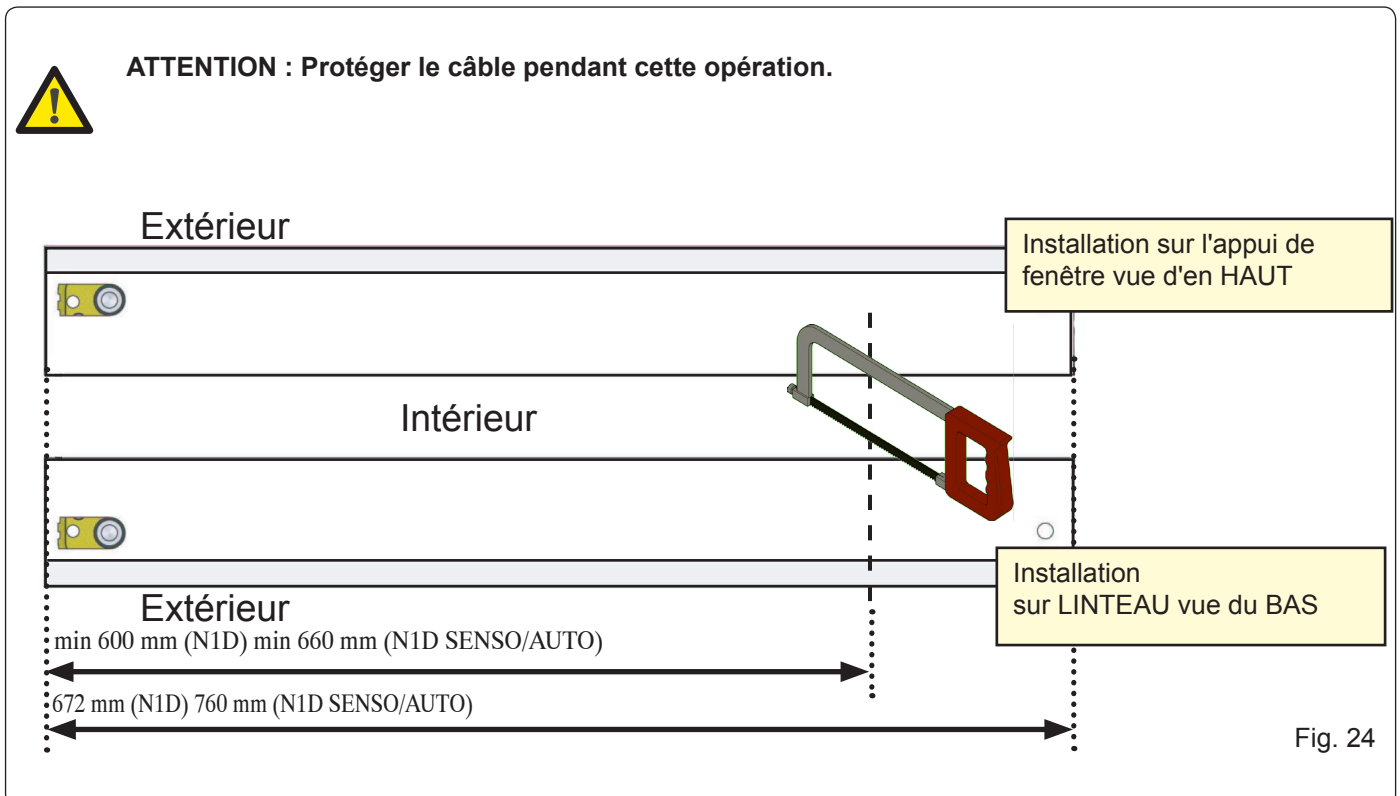 ATTENTION : Protéger le câble pendant cette opération.
Extérieur
Installation sur l'appui de
fenêtre vue d'en HAUT
Intérieur
Installation
sur LINTEAU vue du BAS
Extérieur
min 600 mm (N1D) min 660 mm (N1D SENSO/AUTO)
672 mm (N1D) 760 mm (N1D SENSO/AUTO)
Fig. 24